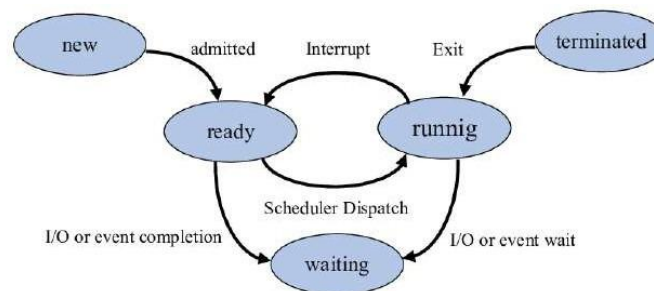 new
admitted
Interrupt
Exit
terminated
ready
runnig
Scheduler Dispatch
I/O or event completion
I/O or event wait
waiting